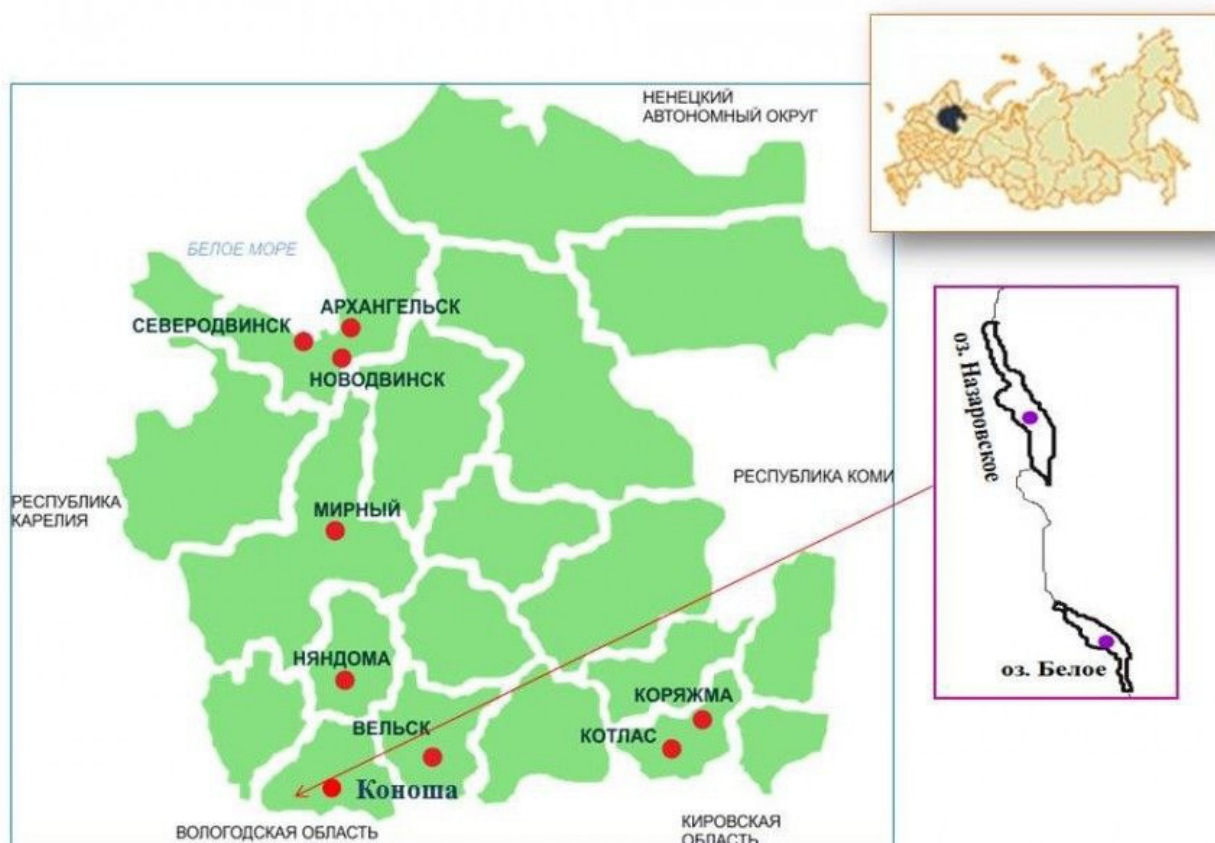 НЕНЕЦКИЙ
АВТОНОМНЫЙ ОКРУГ
БЕЛОЕ МОРЕ
АРХАНГЕЛЬСК
СЕВЕРОДВИНСК
НОВОДВИНСК
оз. Назаровское
РЕСПУБЛИКА КОМИ
РЕСПУБЛИКА
КАРЕЛИЯ
МИРНЫЙ
НЯНДОМА
оз. Белое
КОРЯЖМА
ВЕЛЬСК
КОТЛАС
Коноша
ВОЛОГОДСКАЯ ОБЛАСТЬ
КИРОВСКАЯ
ОБЛАСТЬ